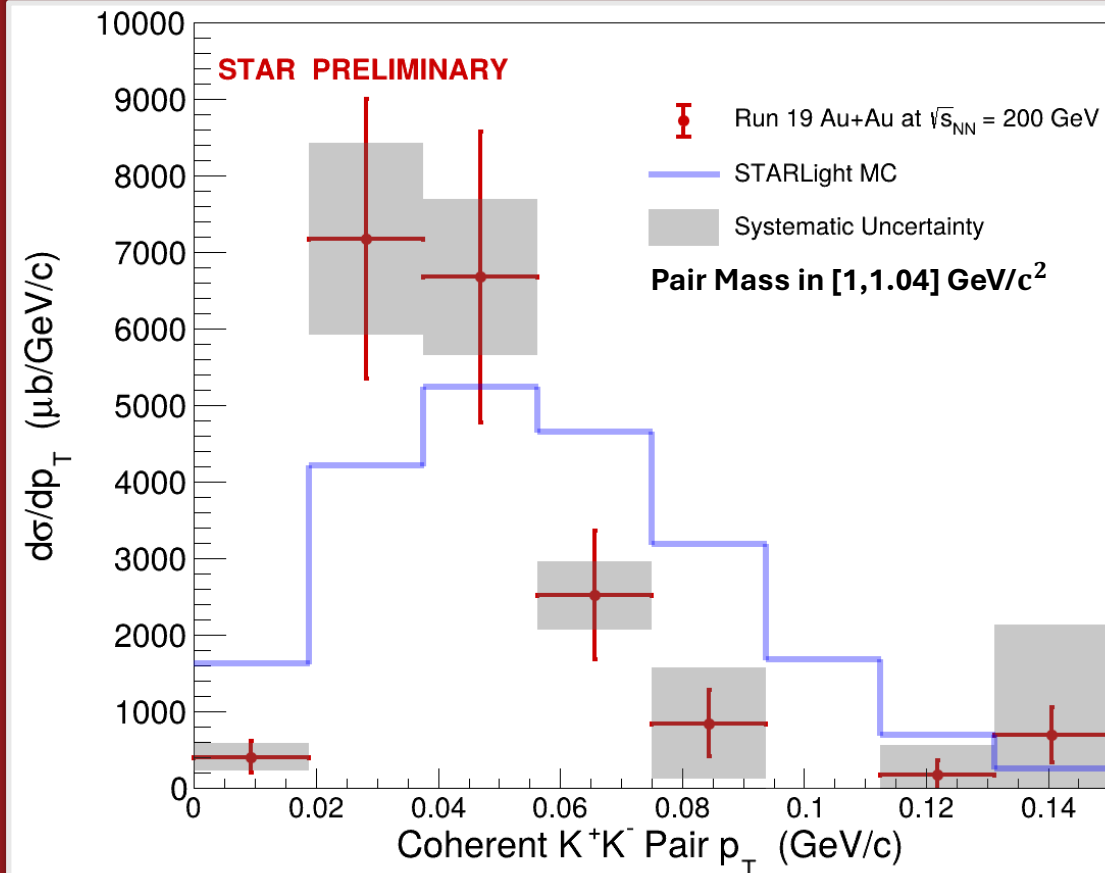 STAR PRELIMINARY
Run 19 Au+Au at √s_NN = 200 GeV
STARLight MC
Systematic Uncertainty
Pair Mass in [1,1.04] GeV/c²
dσ/dp_T (μb/GeV/c)
10000
9000
8000
7000
6000
5000
4000
3000
2000
1000
0
0 0.02 0.04 0.06 0.08 0.1 0.12 0.14
Coherent K⁺K⁻ Pair p_T (GeV/c)